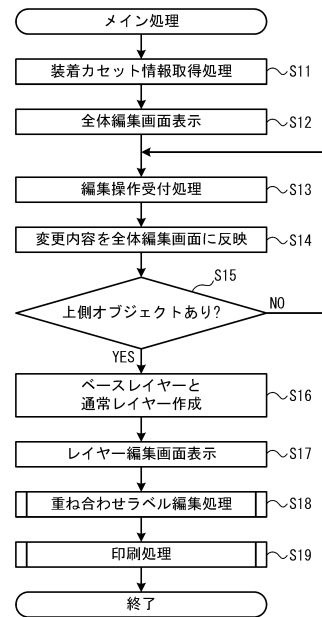 メイン処理
装着カセット情報取得処理 S11
全体編集画面表示 S12
編集操作受付処理 S13
変更内容を全体編集画面に反映 S14
S15
上側オブジェクトあり?
NO
YES
ベースレイヤーと
通常レイヤー作成 S16
レイヤー編集画面表示 S17
重ね合わせラベル編集処理 S18
印刷処理 S19
終了